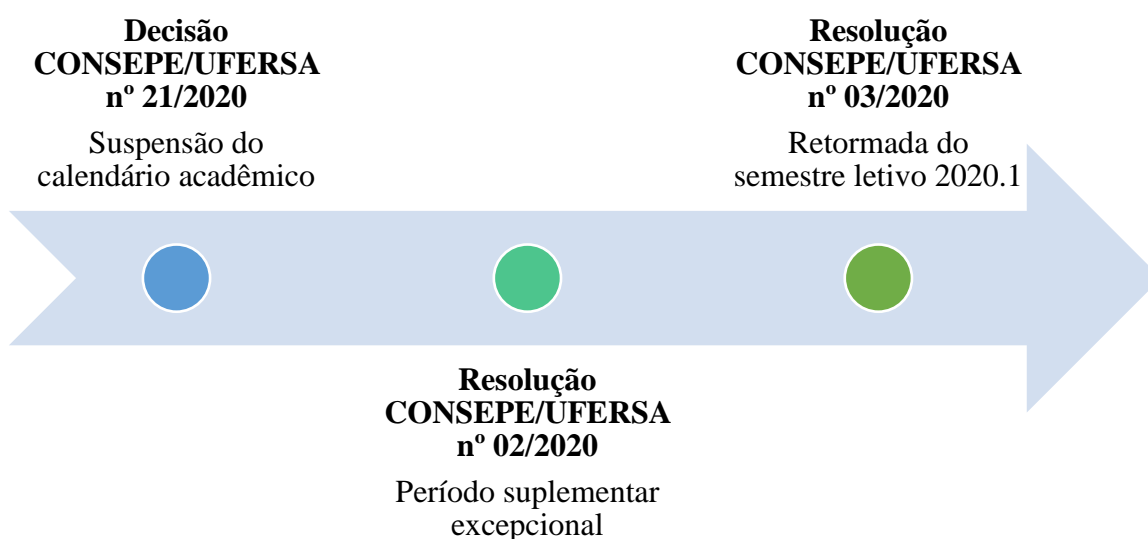 Decisão
CONSEPE/UFERSA
nº 21/2020
Suspensão do
calendário acadêmico
Resolução
CONSEPE/UFERSA
nº 02/2020
Período suplementar
excepcional
Resolução
CONSEPE/UFERSA
nº 03/2020
Retormada do
semestre letivo 2020.1